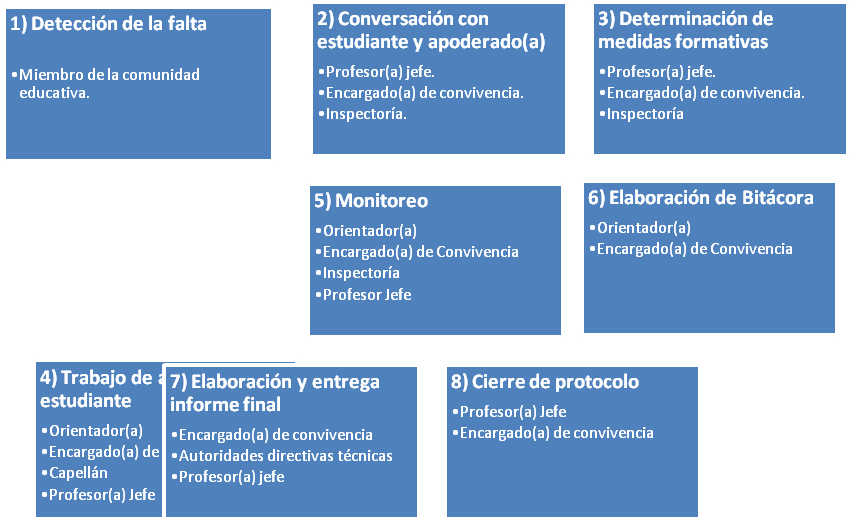 1) Detección de la falta
•Miembro de la comunidad
educativa.
2) Conversación con
estudiante y apoderado(a)
•Profesor(a) jefe.
•Encargado(a) de convivencia.
•Inspectoría.
3) Determinación de
medidas formativas
•Profesor(a) jefe.
•Encargado(a) de convivencia.
•Inspectoría
5) Monitoreo
•Orientador(a)
•Encargado(a) de Convivencia
•Inspectoría
•Profesor Jefe
6) Elaboración de Bitácora
•Orientador(a)
•Encargado(a) de Convivencia
4) Trabajo de
estudiante
•Orientador(a)
•Encargado(a) de
•Capellán
•Profesor(a) Jefe
7) Elaboración y entrega
informe final
•Encargado(a) de convivencia
•Autoridades directivas técnicas
•Profesor(a) jefe
8) Cierre de protocolo
•Profesor(a) Jefe
•Encargado(a) de convivencia